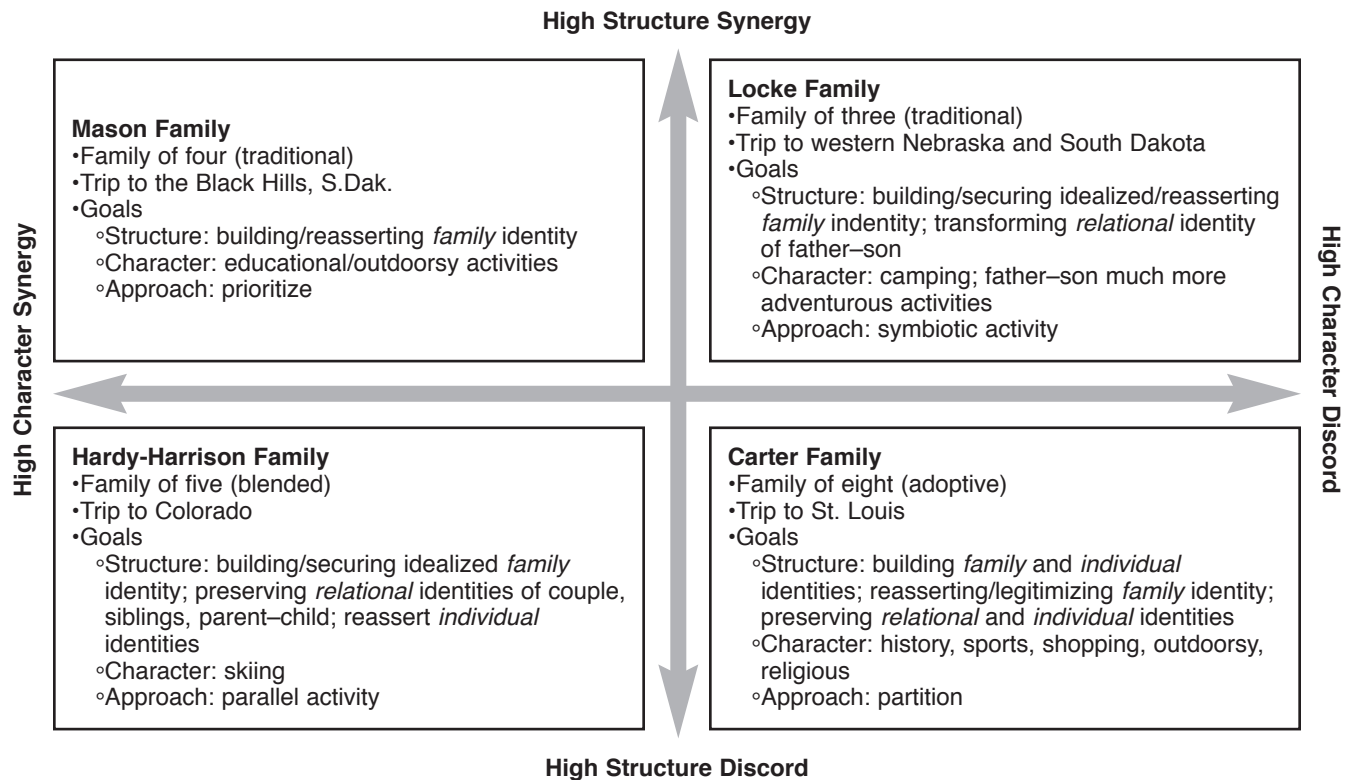 High Structure Synergy
High Character Synergy
Mason Family
•Family of four (traditional)
•Trip to the Black Hills, S.Dak.
•Goals
◦Structure: building/reasserting family identity
◦Character: educational/outdoorsy activities
◦Approach: prioritize
Locke Family
•Family of three (traditional)
•Trip to western Nebraska and South Dakota
•Goals
◦Structure: building/securing idealized/reasserting
family indentity; transforming relational identity
of father–son
◦Character: camping; father–son much more
adventurous activities
◦Approach: symbiotic activity
High Character Discord
Hardy-Harrison Family
•Family of five (blended)
•Trip to Colorado
•Goals
◦Structure: building/securing idealized family
identity; preserving relational identities of couple,
siblings, parent–child; reassert individual
identities
◦Character: skiing
◦Approach: parallel activity
Carter Family
•Family of eight (adoptive)
•Trip to St. Louis
•Goals
◦Structure: building family and individual
identities; reasserting/legitimizing family identity;
preserving relational and individual identities
◦Character: history, sports, shopping, outdoorsy,
religious
◦Approach: partition
High Structure Discord